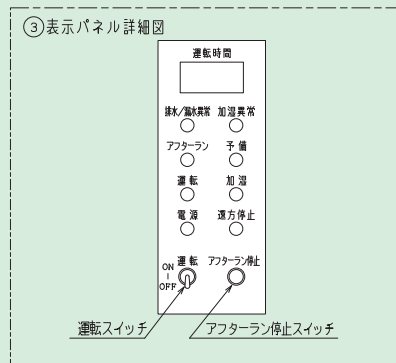 ③表示パネル詳細図
運転時間
排水/漏水異常 加湿異常
アフターラン 予備
運転 加湿
電源 遠方停止
運転 アフターラン停止
ON
OFF
運転スイッチ アフターラン停止スイッチ